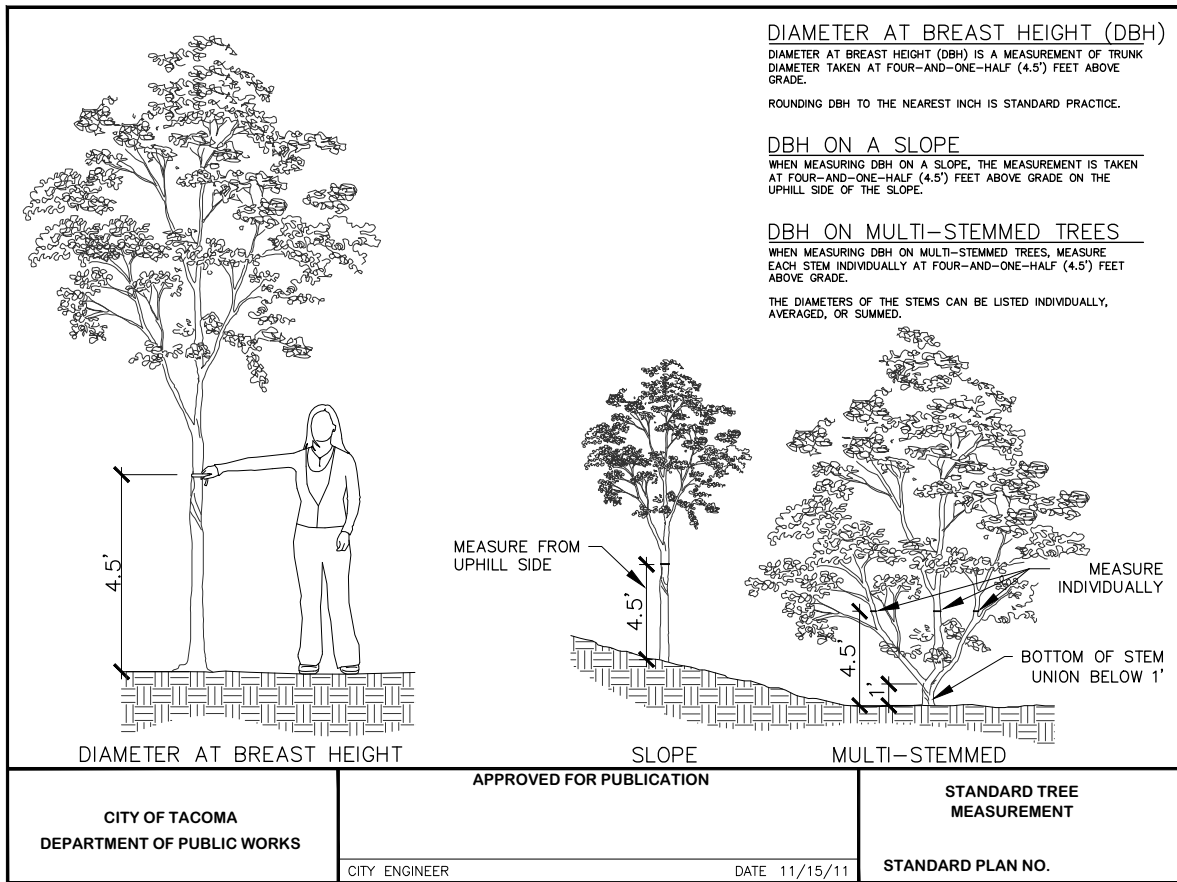 DIAMETER AT BREAST HEIGHT (DBH)
DIAMETER AT BREAST HEIGHT (DBH) IS A MEASUREMENT OF TRUNK
DIAMETER TAKEN AT FOUR-AND-ONE-HALF (4.5') FEET ABOVE
GRADE.
ROUNDING DBH TO THE NEAREST INCH IS STANDARD PRACTICE.
DBH ON A SLOPE
WHEN MEASURING DBH ON A SLOPE, THE MEASUREMENT IS TAKEN
AT FOUR-AND-ONE-HALF (4.5') FEET ABOVE GRADE ON THE
UPHILL SIDE OF THE SLOPE.
DBH ON MULTI-STEMMED TREES
WHEN MEASURING DBH ON MULTI-STEMMED TREES, MEASURE
EACH STEM INDIVIDUALLY AT FOUR-AND-ONE-HALF (4.5') FEET
ABOVE GRADE.
THE DIAMETERS OF THE STEMS CAN BE LISTED INDIVIDUALLY,
AVERAGED, OR SUMMED.
4.5'
DIAMETER AT BREAST HEIGHT
MEASURE FROM
UPHILL SIDE
4.5'
SLOPE
MEASURE
INDIVIDUALLY
4.5'
1'
BOTTOM OF STEM
UNION BELOW 1'
MULTI-STEMMED
CITY OF TACOMA
DEPARTMENT OF PUBLIC WORKS
APPROVED FOR PUBLICATION
CITY ENGINEER
DATE 11/15/11
STANDARD TREE
MEASUREMENT
STANDARD PLAN NO.